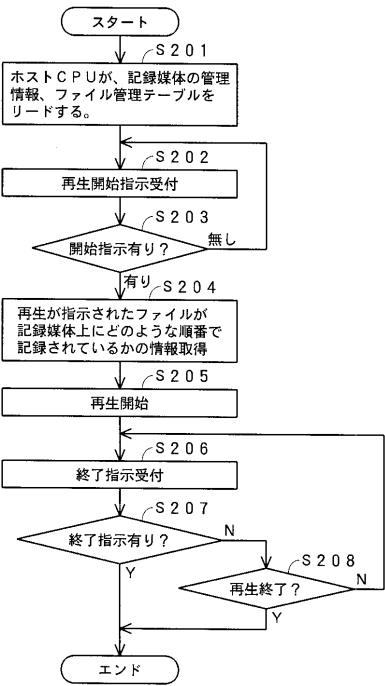 スタート
S201
ホストCPUが、記録媒体の管理
情報、ファイル管理テーブルを
リードする。
S202
再生開始指示受付
S203
開始指示有り？
無し
有り
S204
再生が指示されたファイルが
記録媒体上にどのような順番で
記録されているかの情報取得
S205
再生開始
S206
終了指示受付
S207
終了指示有り？
N
Y
S208
再生終了？
N
Y
エンド